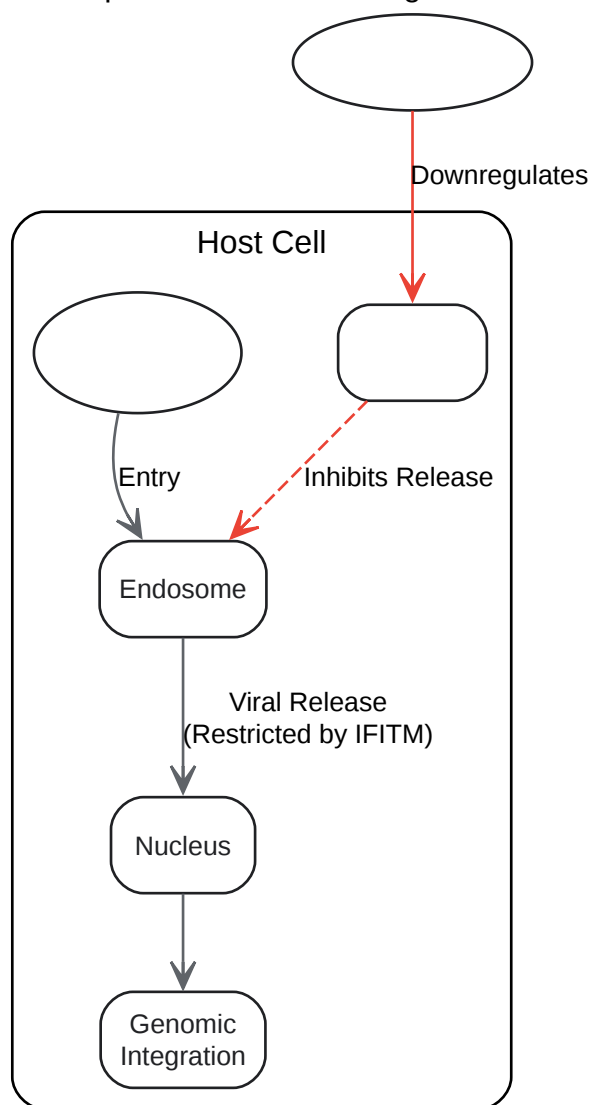 Downregulates
Host Cell
Entry
Inhibits Release
Endosome
Viral Release
(Restricted by IFITM)
Nucleus
Genomic
Integration